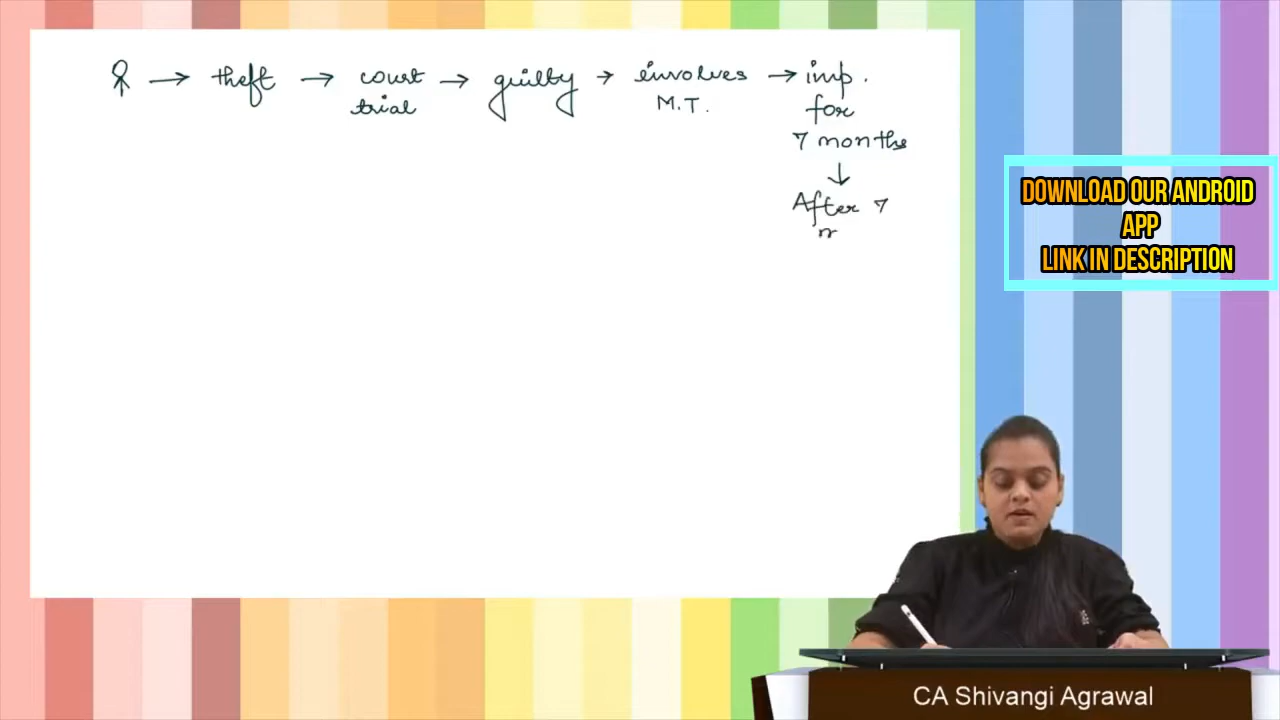 → theft → court → guilty → involves → imp.
trial M.T. for
7 months
↓
After 7
DOWNLOAD OUR ANDROID
APP
LINK IN DESCRIPTION
CA Shivangi Agrawal